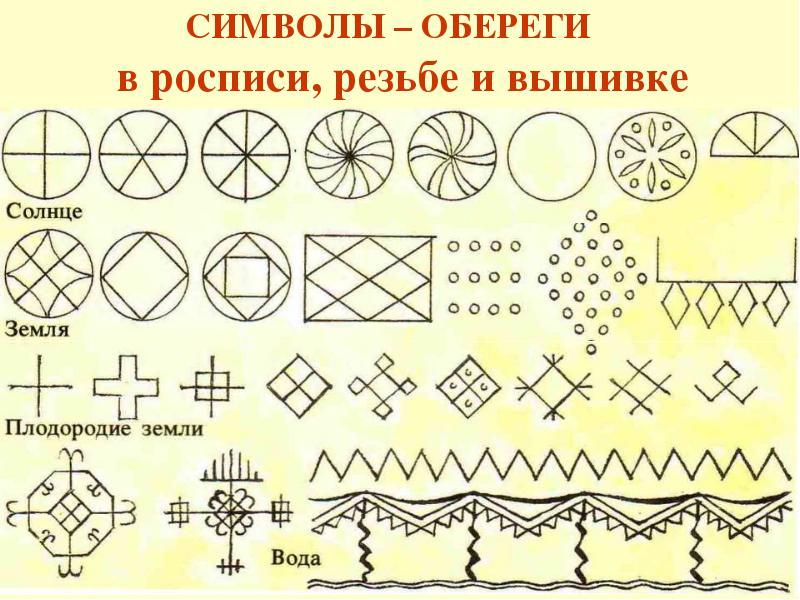 СИМВОЛЫ – ОБЕРЕГИ
в росписи, резьбе и вышивке
Солнце
Земля
Плодородие земли
Вода